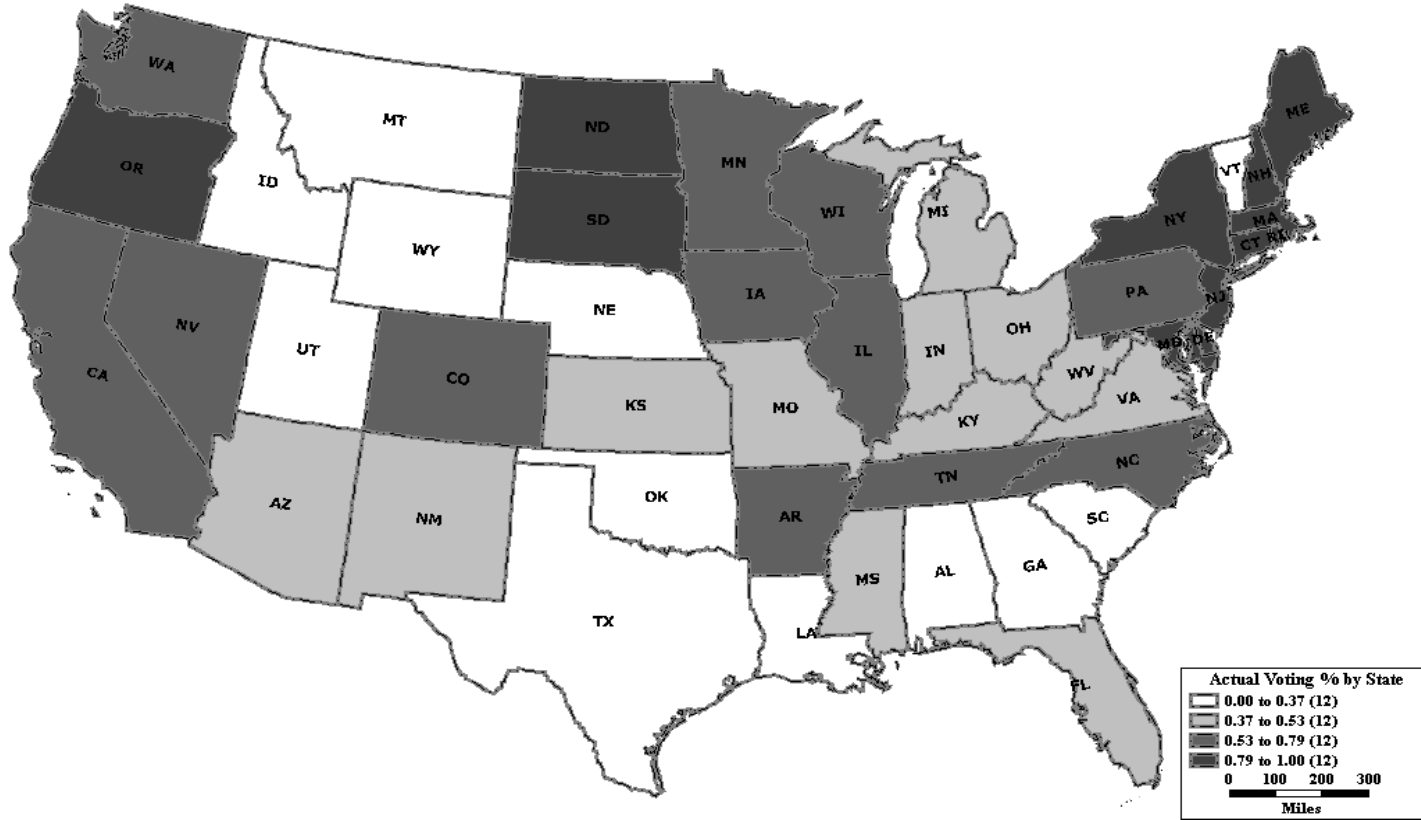 WA
MT
ND
ME
OR
ID
MN
VT
NH
SD
WI
MI
NY
MA
WY
CT RI
NE
IA
PA
NV
NJ
UT
IL
IN
OH
MD DE
CA
CO
WV
KS
MO
VA
KY
NC
TN
AZ
NM
OK
AR
SC
MS
AL
GA
TX
LA
FL
Actual Voting % by State
0.00 to 0.37 (12)
0.37 to 0.53 (12)
0.53 to 0.79 (12)
0.79 to 1.00 (12)
0 100 200 300
Miles